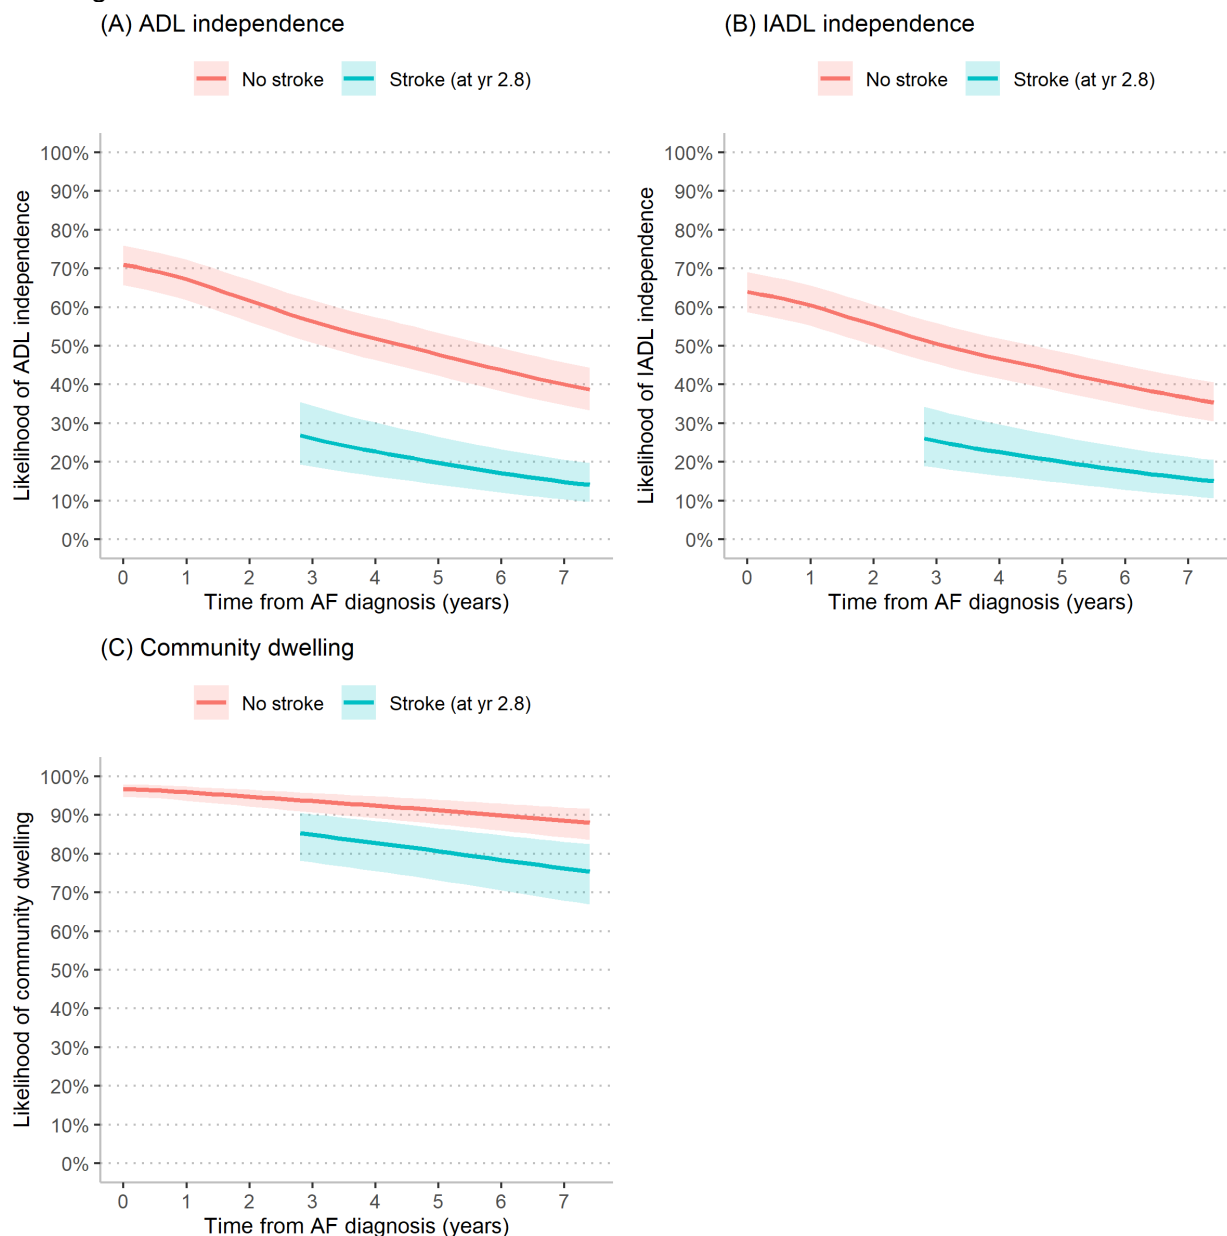 (A) ADL independence
No stroke
Stroke (at yr 2.8)
Likelihood of ADL independence
100%
90%
80%
70%
60%
50%
40%
30%
20%
10%
0%
0 1 2 3 4 5 6 7
Time from AF diagnosis (years)
(B) IADL independence
No stroke
Stroke (at yr 2.8)
Likelihood of IADL independence
100%
90%
80%
70%
60%
50%
40%
30%
20%
10%
0%
0 1 2 3 4 5 6 7
Time from AF diagnosis (years)
(C) Community dwelling
No stroke
Stroke (at yr 2.8)
Likelihood of community dwelling
100%
90%
80%
70%
60%
50%
40%
30%
20%
10%
0%
0 1 2 3 4 5 6 7
Time from AF diagnosis (years)